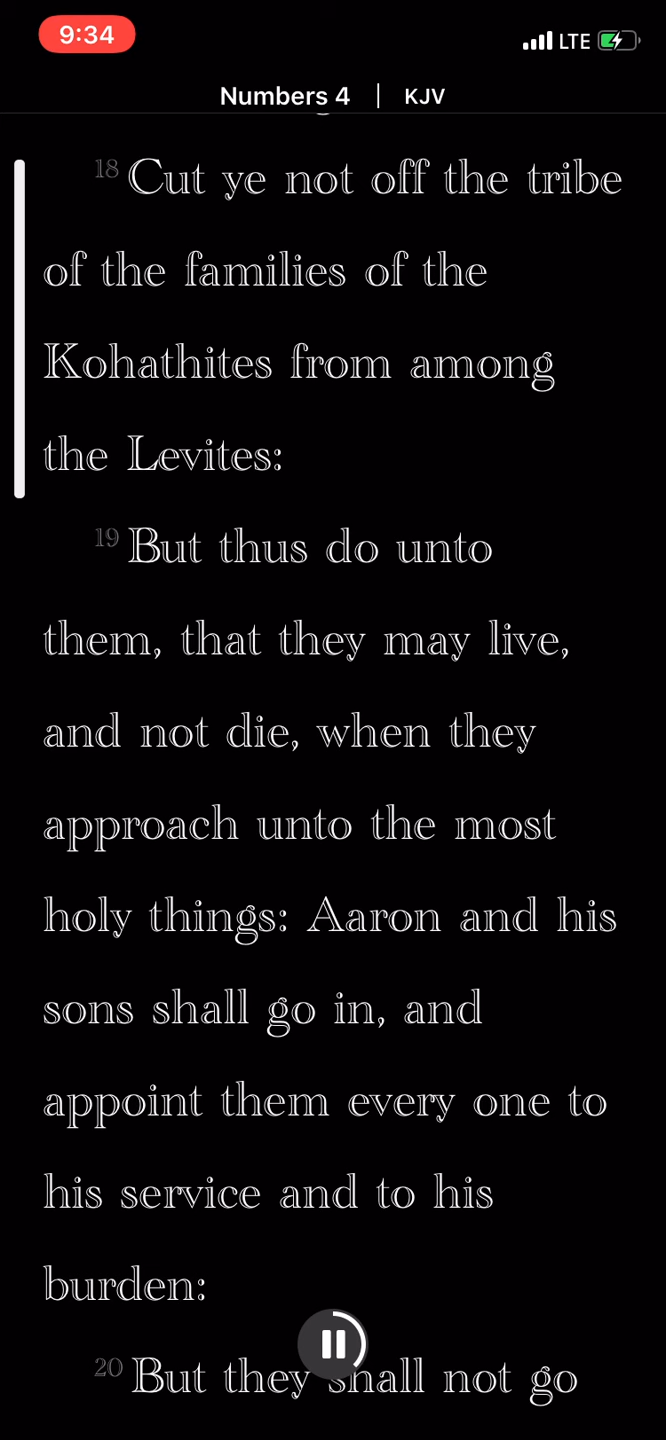 9:34
LTE
Numbers 4 | KJV
18 Cut ye not off the tribe
of the families of the
Kohathites from among
the Levites:
19 But thus do unto
them, that they may live,
and not die, when they
approach unto the most
holy things: Aaron and his
sons shall go in, and
appoint them every one to
his service and to his
burden:
20 But they shall not go